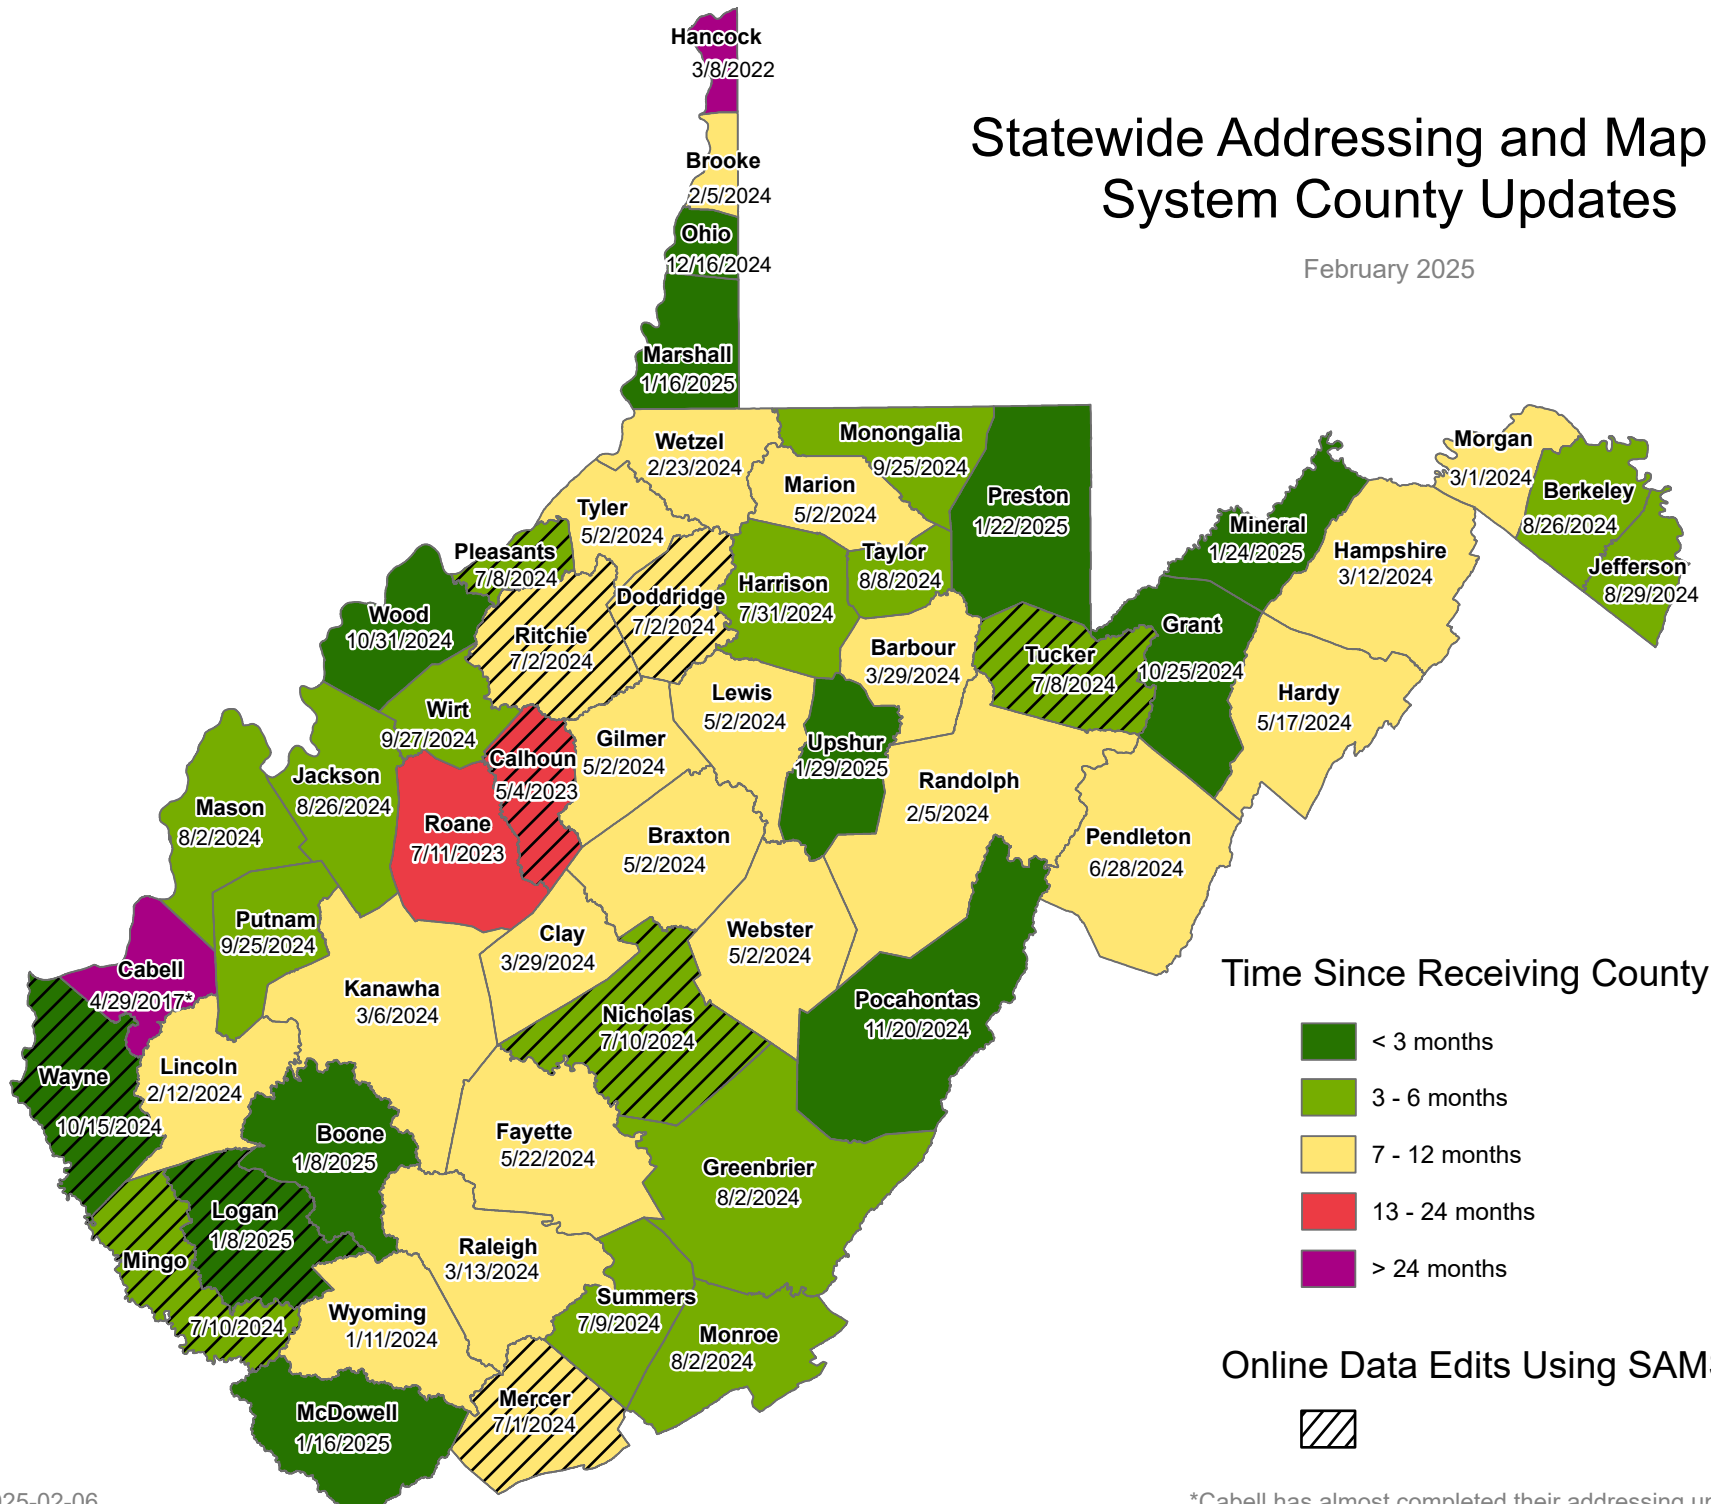 Hancock
3/8/2022
Statewide Addressing and Map
System County Updates
February 2025
Brooke
2/5/2024
Ohio
12/16/2024
Marshall
1/16/2025
Wetzel
2/23/2024
Monongalia
9/25/2024
Marion
5/2/2024
Preston
1/22/2025
Morgan
3/1/2024
Berkeley
8/26/2024
Jefferson
8/29/2024
Mineral
1/24/2025
Hampshire
3/12/2024
Tyler
5/2/2024
Pleasants
7/8/2024
Taylor
8/8/2024
Harrison
7/31/2024
Doddridge
7/2/2024
Wood
10/31/2024
Ritchie
7/2/2024
Barbour
3/29/2024
Tucker
7/8/2024
Grant
10/25/2024
Hardy
5/17/2024
Wirt
9/27/2024
Lewis
5/2/2024
Gilmer
5/2/2024
Calhoun
5/4/2023
Upshur
1/29/2025
Randolph
2/5/2024
Jackson
8/26/2024
Mason
8/2/2024
Roane
7/11/2023
Braxton
5/2/2024
Pendleton
6/28/2024
Putnam
9/25/2024
Clay
3/29/2024
Webster
5/2/2024
Cabell
4/29/2017*
Kanawha
3/6/2024
Nicholas
7/10/2024
Pocahontas
11/20/2024
Wayne
10/15/2024
Lincoln
2/12/2024
Boone
1/8/2025
Fayette
5/22/2024
Greenbrier
8/2/2024
Logan
1/8/2025
Mingo
7/10/2024
Raleigh
3/13/2024
Wyoming
1/11/2024
Summers
7/9/2024
Monroe
8/2/2024
Mercer
7/1/2024
McDowell
1/16/2025
Time Since Receiving County
< 3 months
3 - 6 months
7 - 12 months
13 - 24 months
> 24 months
Online Data Edits Using SAMS
25-02-06
*Cabell has almost completed their addressing